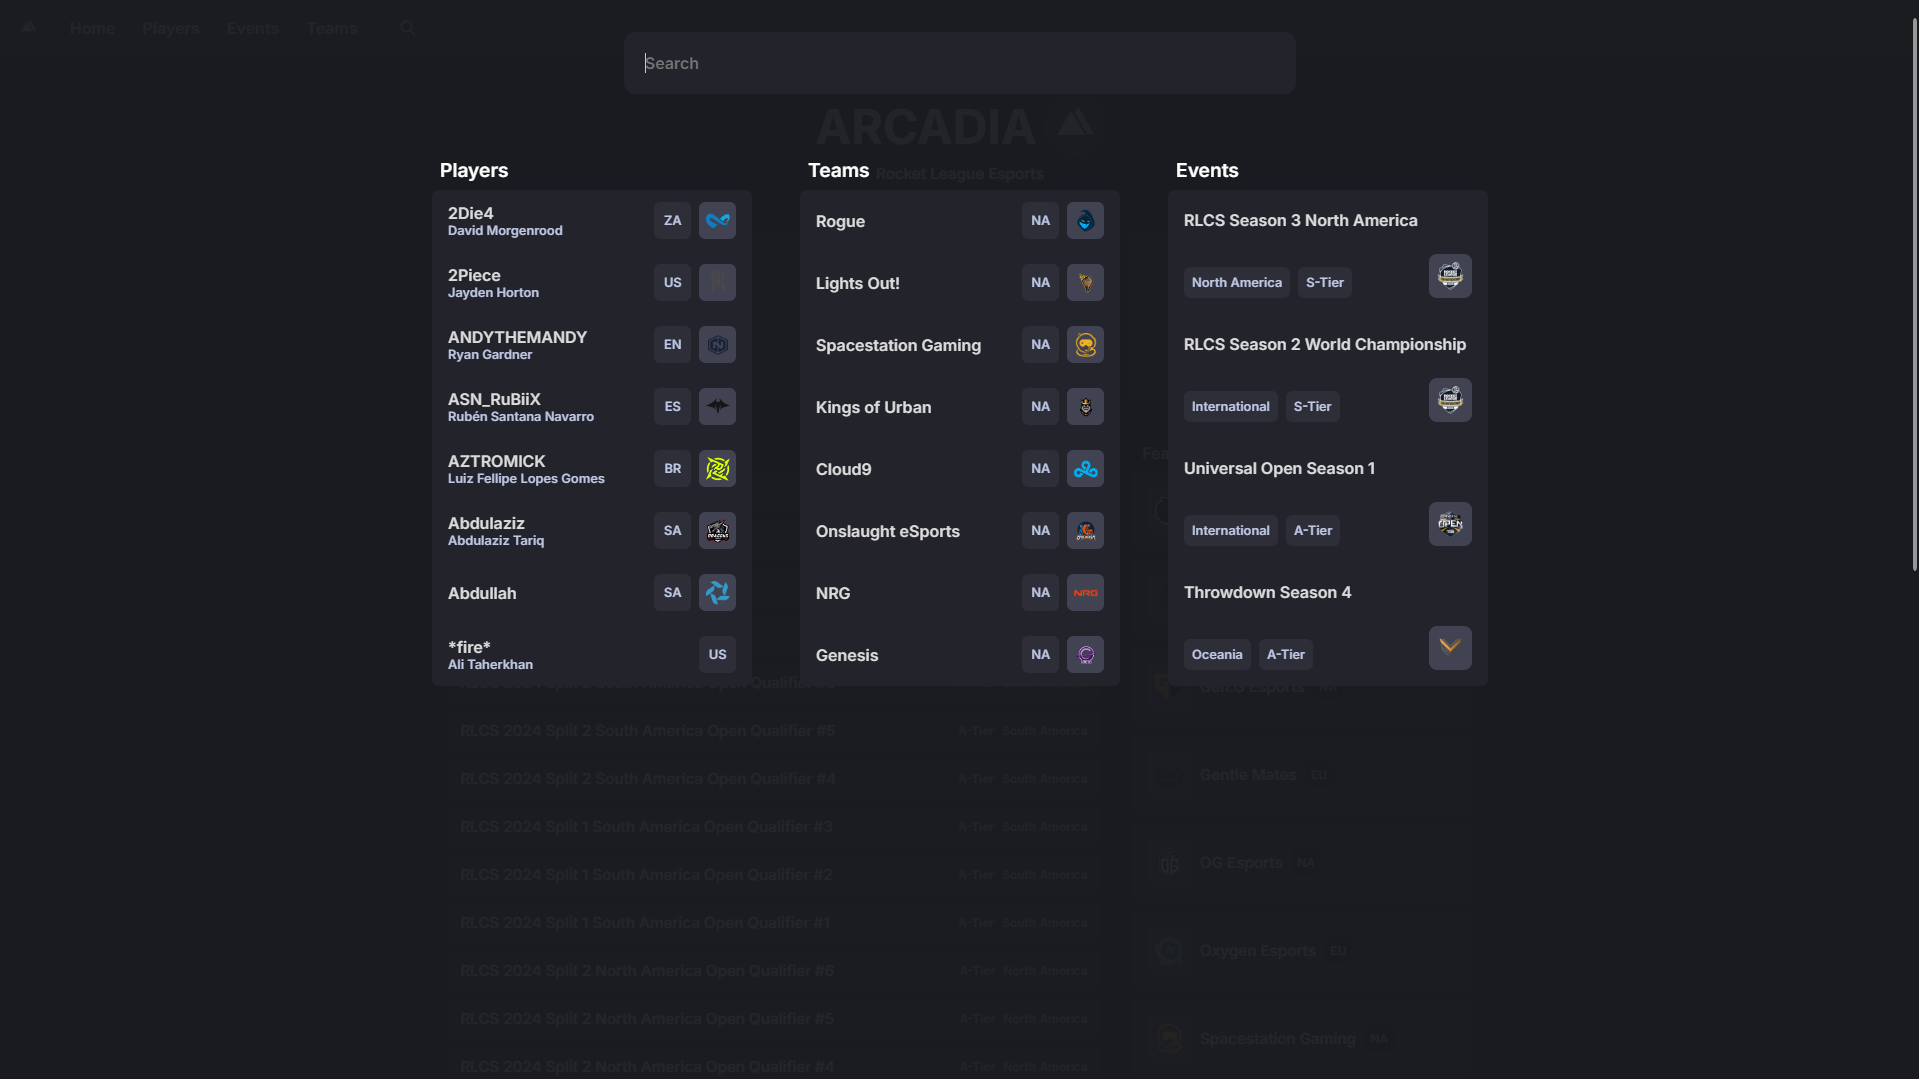 Home Players Events Teams
Search
ARCADIA
Rocket League Esports
Players
2Die4
David Morgenrood
ZA
2Piece
Jayden Horton
US
ANDYTHEMANDY
Ryan Gardner
EN
ASN_RuBiiX
Rubén Santana Navarro
ES
AZTROMICK
Luiz Fellipe Lopes Gomes
BR
Abdulaziz
Abdulaziz Tariq
SA
Abdullah
SA
*fire*
Ali Taherkhan
US
Teams
Rogue NA
Lights Out! NA
Spacestation Gaming NA
Kings of Urban NA
Cloud9 NA
Onslaught eSports NA
NRG NA
NRG
Genesis NA
Events
RLCS Season 3 North America
North America S-Tier
RLCS Season 2 World Championship
International S-Tier
Universal Open Season 1
International A-Tier
OPEN
Throwdown Season 4
Oceania A-Tier
RLCS 2024 Split 2 South America Open Qualifier #5 A-Tier South America
RLCS 2024 Split 2 South America Open Qualifier #4 A-Tier South America
RLCS 2024 Split 1 South America Open Qualifier #3 A-Tier South America
RLCS 2024 Split 1 South America Open Qualifier #2 A-Tier South America
RLCS 2024 Split 1 South America Open Qualifier #1 A-Tier South America
RLCS 2024 Split 2 North America Open Qualifier #6 A-Tier North America
RLCS 2024 Split 2 North America Open Qualifier #5 A-Tier North America
RLCS 2024 Split 2 North America Open Qualifier #4 A-Tier North America
Gen.G Esports NA
Gentle Mates EU
OG Esports NA
Oxygen Esports EU
Spacestation Gaming NA